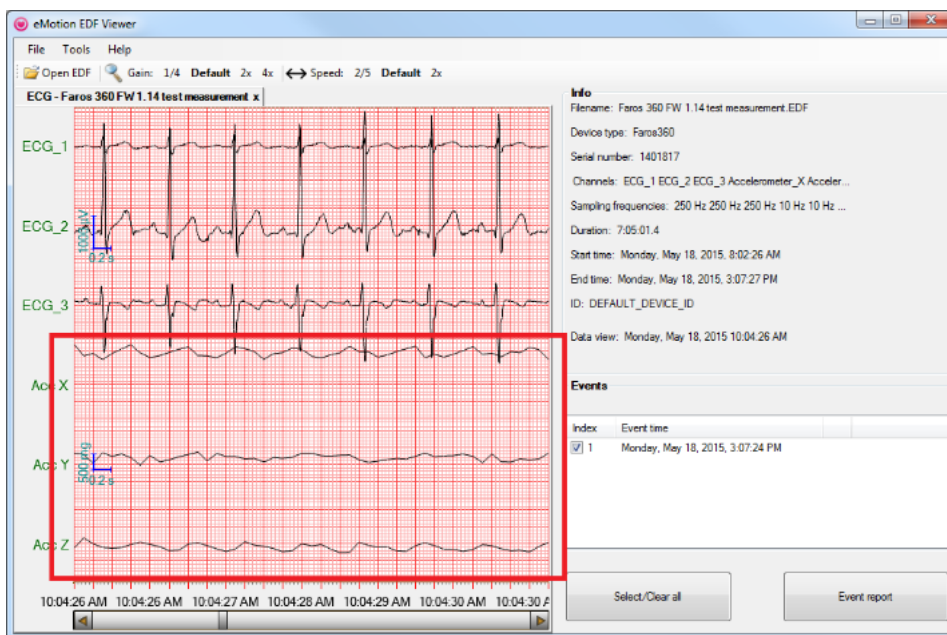 eMotion EDF Viewer
File Tools Help
Open EDF Gain: 1/4 Default 2x 4x Speed: 2/5 Default 2x
ECG - Faros 360 FW 1.14 test measurement x
ECG_1
ECG_2
1000 µV
0.2 s
ECG_3
Acc X
Acc Y
500 mg
0.2 s
Acc Z
10:04:26 AM 10:04:26 AM 10:04:27 AM 10:04:28 AM 10:04:29 AM 10:04:30 AM 10:04:30 A
Info
Filename: Faros 360 FW 1.14 test measurement.EDF
Device type: Faros360
Serial number: 1401817
Channels: ECG_1 ECG_2 ECG_3 Accelerometer_X Acceler...
Sampling frequencies: 250 Hz 250 Hz 250 Hz 10 Hz 10 Hz ...
Duration: 7:05:01.4
Start time: Monday, May 18, 2015, 8:02:26 AM
End time: Monday, May 18, 2015, 3:07:27 PM
ID: DEFAULT_DEVICE_ID
Data view: Monday, May 18, 2015 10:04:26 AM
Events
Index Event time
1 Monday, May 18, 2015, 3:07:24 PM
Select/Clear all Event report